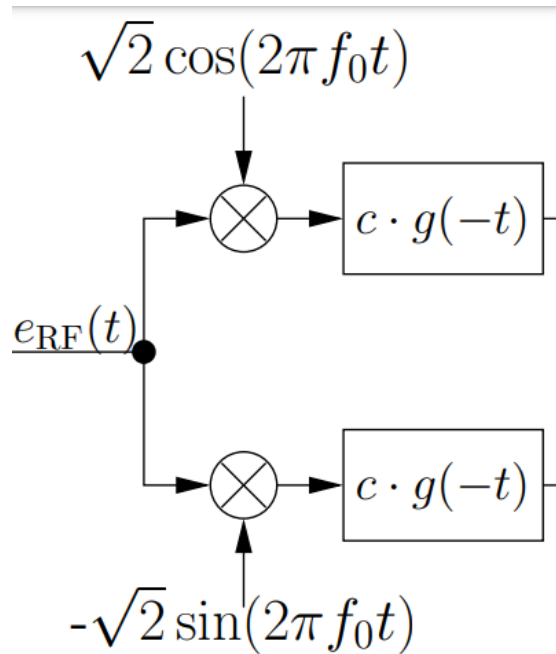 √2 cos(2πf₀t)
c · g(−t)
e_RF(t)
c · g(−t)
-√2 sin(2πf₀t)